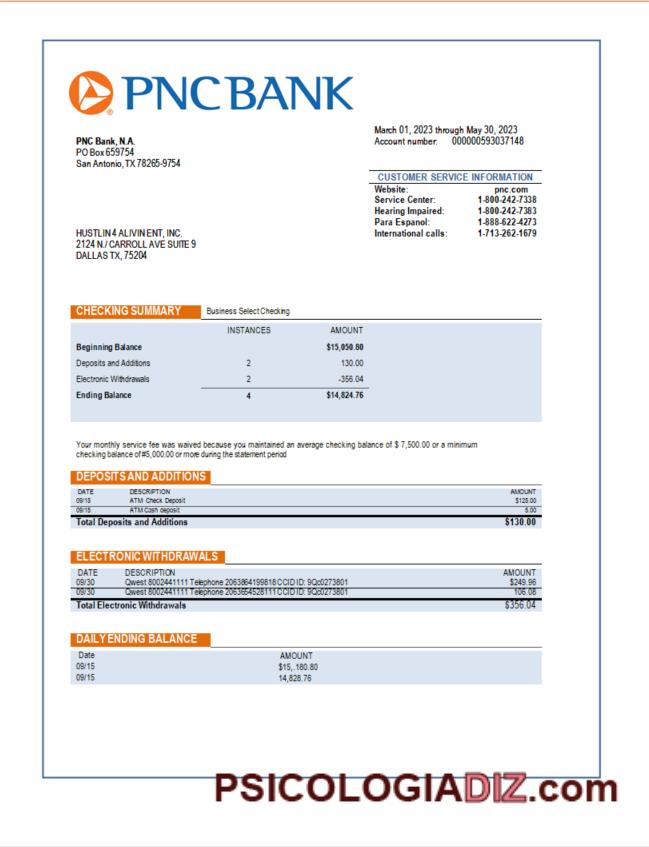 PNC BANK
March 01, 2023 through May 30, 2023
Account number: 000000593037148
PNC Bank, N.A.
PO Box 659754
San Antonio, TX 78265-9754
CUSTOMER SERVICE INFORMATION
Website: pnc.com
Service Center: 1-800-242-7338
Hearing Impaired: 1-800-242-7383
Para Espanol: 1-888-622-4273
International calls: 1-713-262-1679
HUSTLIN 4 ALIVIN ENT, INC.
2124 N./ CARROLL AVE SUITE 9
DALLAS TX, 75204
CHECKING SUMMARY Business Select Checking
INSTANCES AMOUNT
Beginning Balance $15,050.80
Deposits and Additions 2 130.00
Electronic Withdrawals 2 -356.04
Ending Balance 4 $14,824.76
Your monthly service fee was waived because you maintained an average checking balance of $ 7,500.00 or a minimum
checking balance of #5,000.00 or more during the statement period
DEPOSITS AND ADDITIONS
DATE DESCRIPTION AMOUNT
09/15 ATM Check Deposit $125.00
09/15 ATM Cash deposit 5.00
Total Deposits and Additions $130.00
ELECTRONIC WITHDRAWALS
DATE DESCRIPTION AMOUNT
09/30 Qwest 8002441111 Telephone 2063864199818 CCID ID: 9Qc0273801 $249.96
09/30 Qwest 8002441111 Telephone 2063654528111 CCID ID: 9Qc0273801 106.08
Total Electronic Withdrawals $356.04
DAILY ENDING BALANCE
Date AMOUNT
09/15 $15,.180.80
09/15 14,828.76
PSICOLOGIADIZ.com